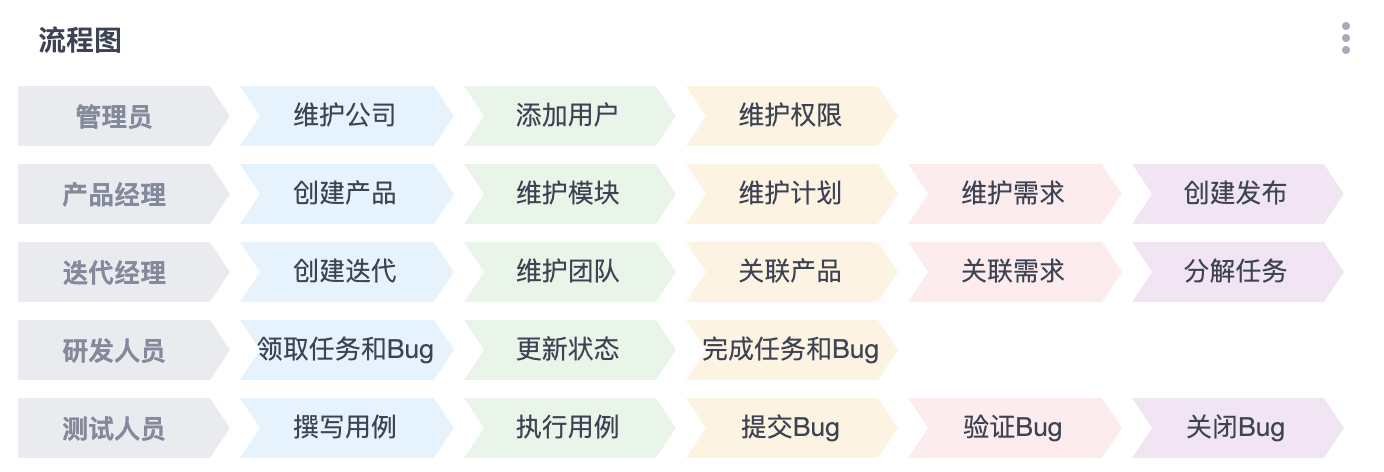 流程图
管理员 维护公司 添加用户 维护权限
产品经理 创建产品 维护模块 维护计划 维护需求 创建发布
迭代经理 创建迭代 维护团队 关联产品 关联需求 分解任务
研发人员 领取任务和Bug 更新状态 完成任务和Bug
测试人员 撰写用例 执行用例 提交Bug 验证Bug 关闭Bug